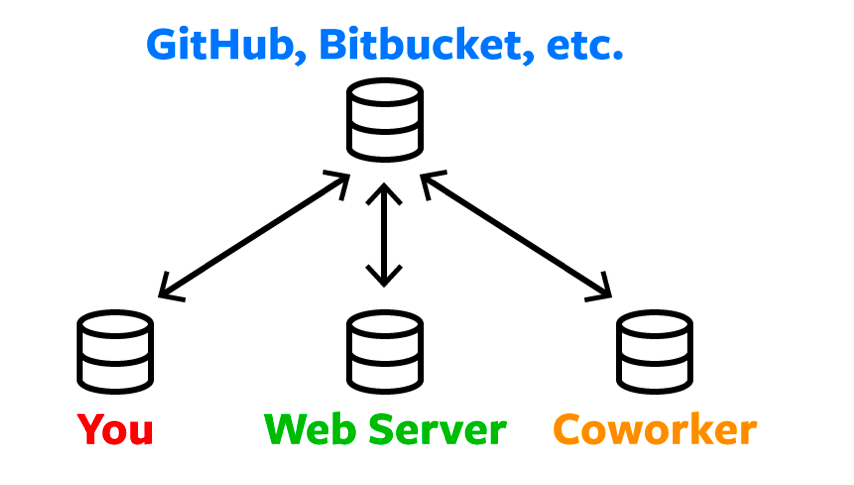 GitHub, Bitbucket, etc.
You
Web Server
Coworker